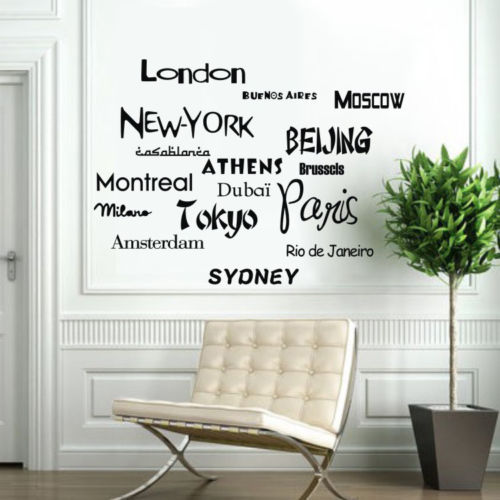 London
BUENOS AIRES
Moscow
NEW-YORK
BEIJING
casablanca
ATHENS
Brussels
Montreal
Dubaï
Paris
Milano
Tokyo
Amsterdam
Rio de Janeiro
SYDNEY